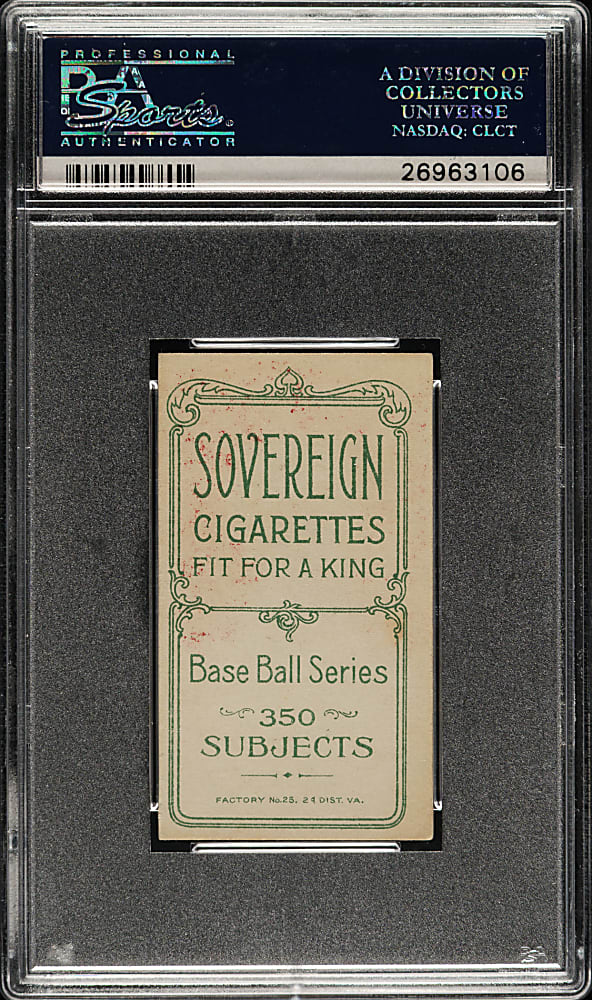 PROFESSIONAL
PSA
Sports
AUTHENTICATOR
A DIVISION OF
COLLECTORS
UNIVERSE
NASDAQ: CLCT
26963106
SOVEREIGN
CIGARETTES
FIT FOR A KING
Base Ball Series
350
SUBJECTS
FACTORY No.25, 2d DIST. VA.